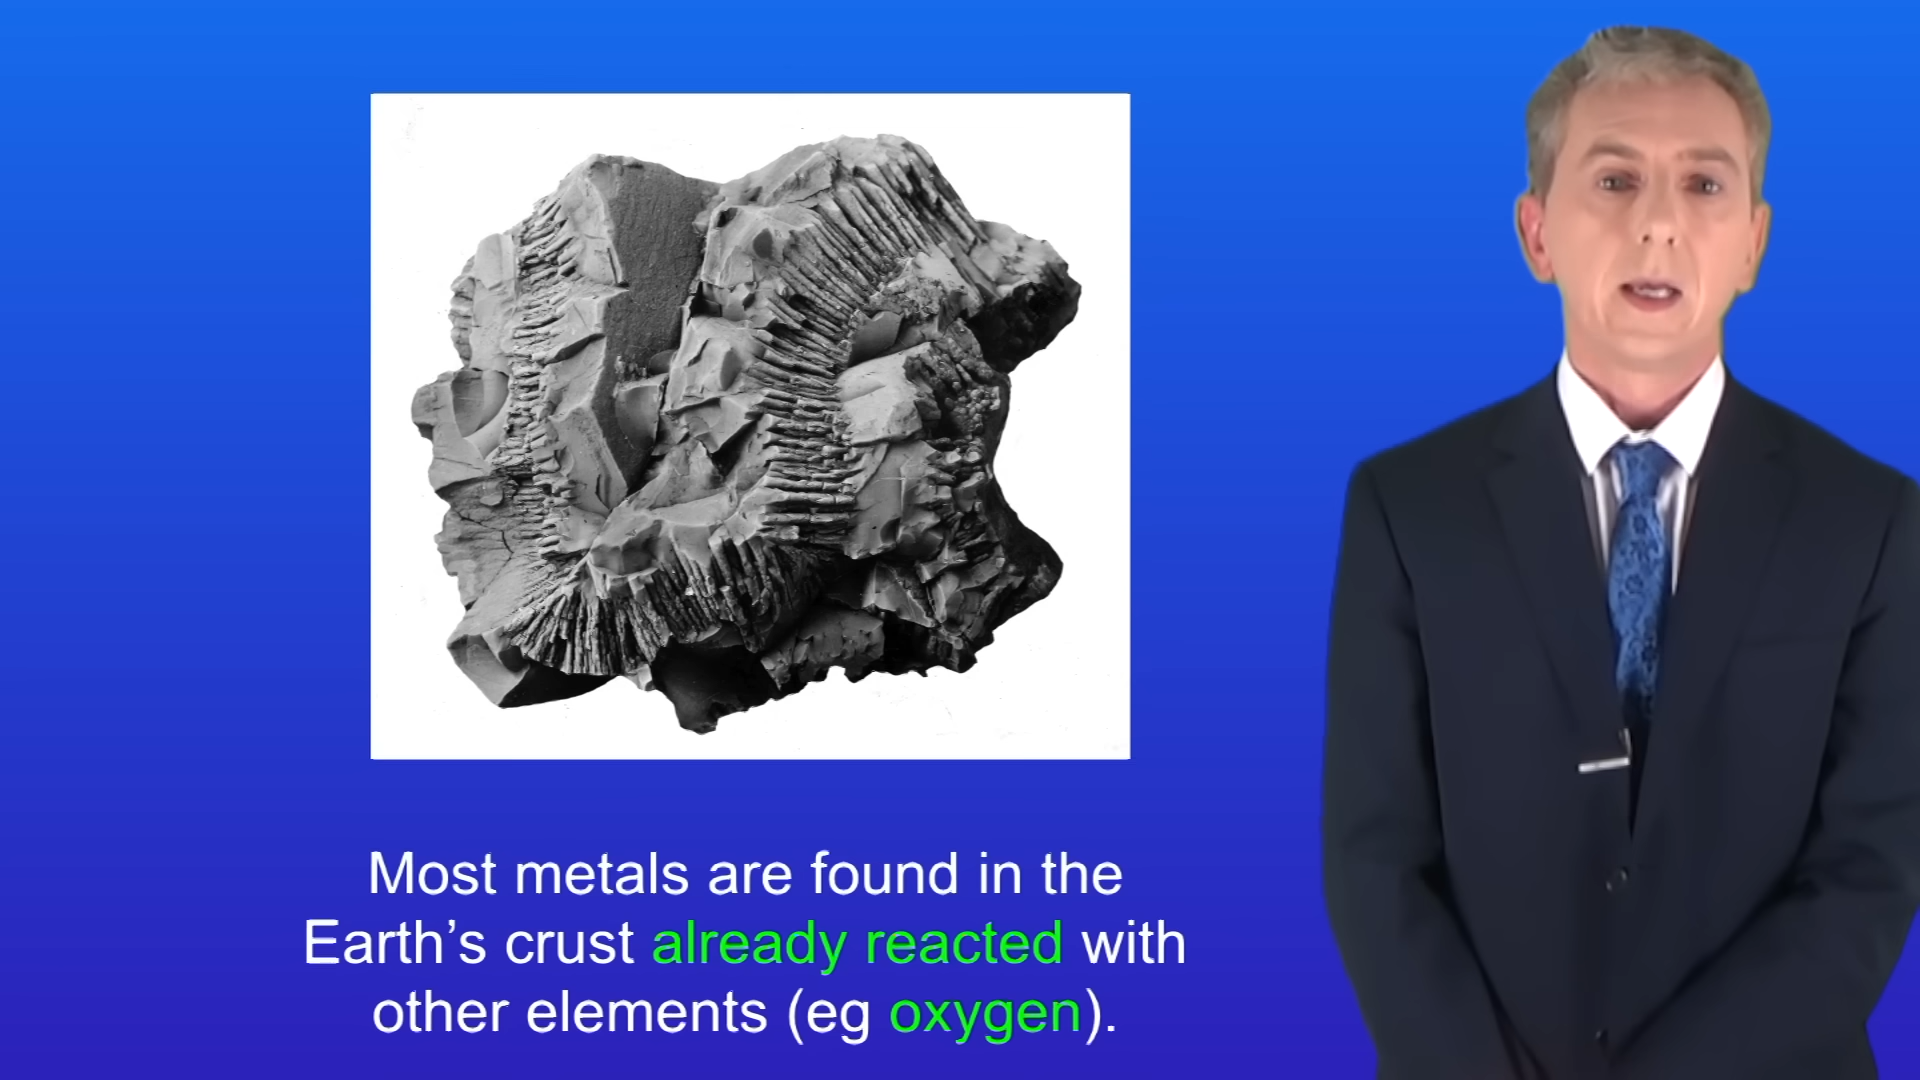 Most metals are found in the
Earth’s crust already reacted with
other elements (eg oxygen).